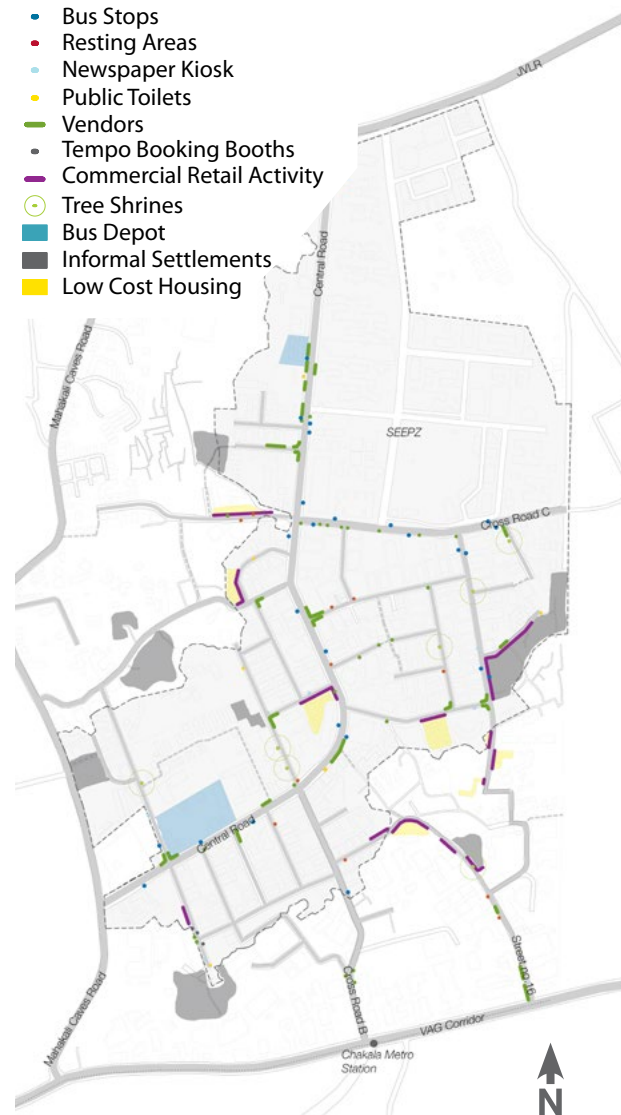 Bus Stops
Resting Areas
Newspaper Kiosk
Public Toilets
Vendors
Tempo Booking Booths
Commercial Retail Activity
Tree Shrines
Bus Depot
Informal Settlements
Low Cost Housing
JVLR
Central Road
Mahakali Caves Road
SEEPZ
Cross Road C
Central Road
Street no 16
Cross Road B
Mahakali Caves Road
VAG Corridor
Chakala Metro
Station
N